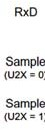 RxD
Sample
(U2X = 0)
Sample
(U2X = 1)